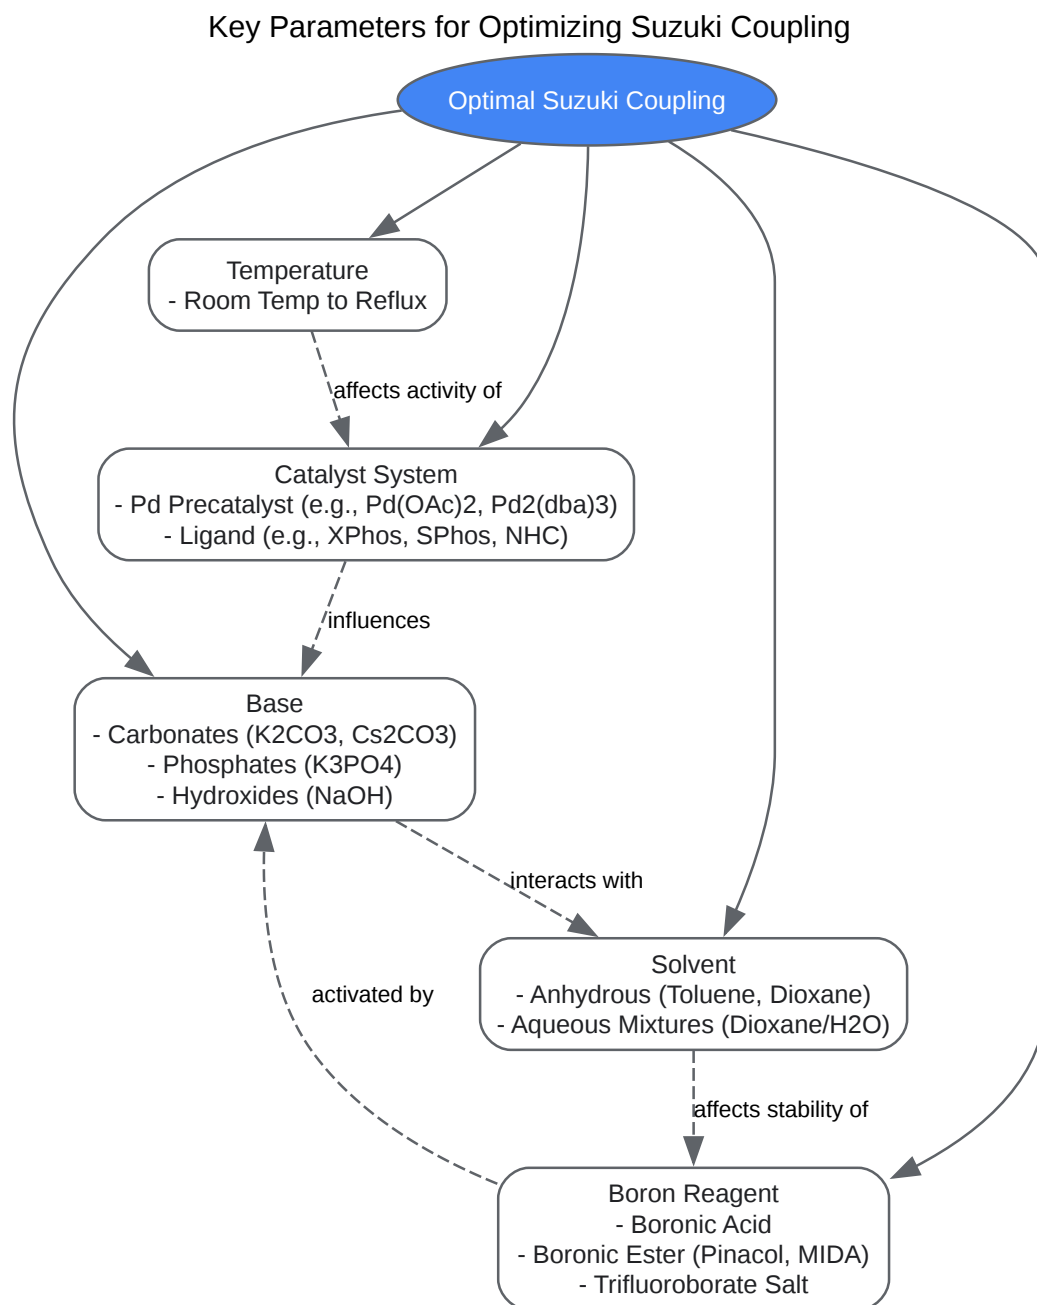 Key Parameters for Optimizing Suzuki Coupling
Optimal Suzuki Coupling
Temperature
- Room Temp to Reflux
affects activity of
Catalyst System
- Pd Precatalyst (e.g., Pd(OAc)2, Pd2(dba)3)
- Ligand (e.g., XPhos, SPhos, NHC)
influences
Base
- Carbonates (K2CO3, Cs2CO3)
- Phosphates (K3PO4)
- Hydroxides (NaOH)
interacts with
Solvent
- Anhydrous (Toluene, Dioxane)
- Aqueous Mixtures (Dioxane/H2O)
activated by
affects stability of
Boron Reagent
- Boronic Acid
- Boronic Ester (Pinacol, MIDA)
- Trifluoroborate Salt